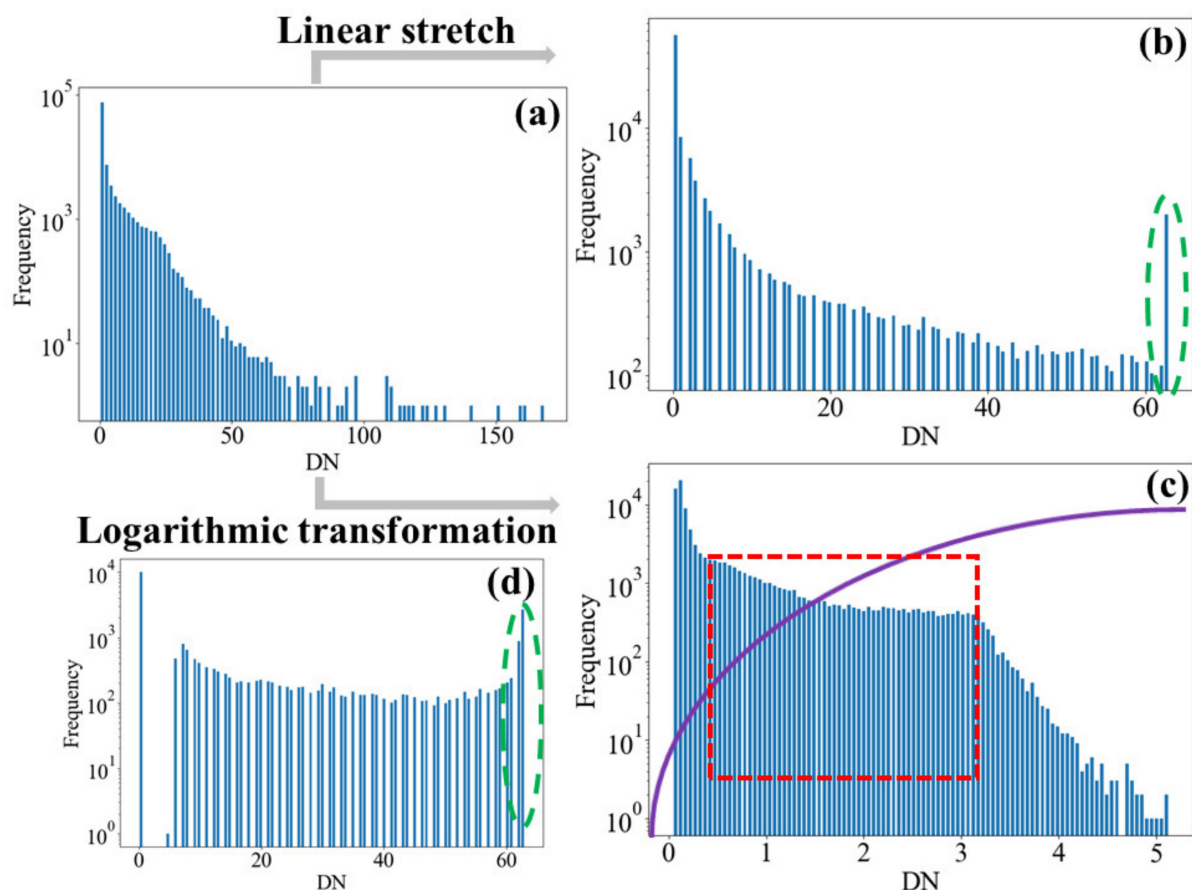 Linear stretch
(a)
10^5
10^3
10^1
Frequency
0 50 100 150
DN
(b)
10^4
10^3
10^2
Frequency
0 20 40 60
DN
Logarithmic transformation
(d)
10^4
10^3
10^2
10^1
10^0
Frequency
0 20 40 60
DN
(c)
10^4
10^3
10^2
10^1
10^0
Frequency
0 1 2 3 4 5
DN